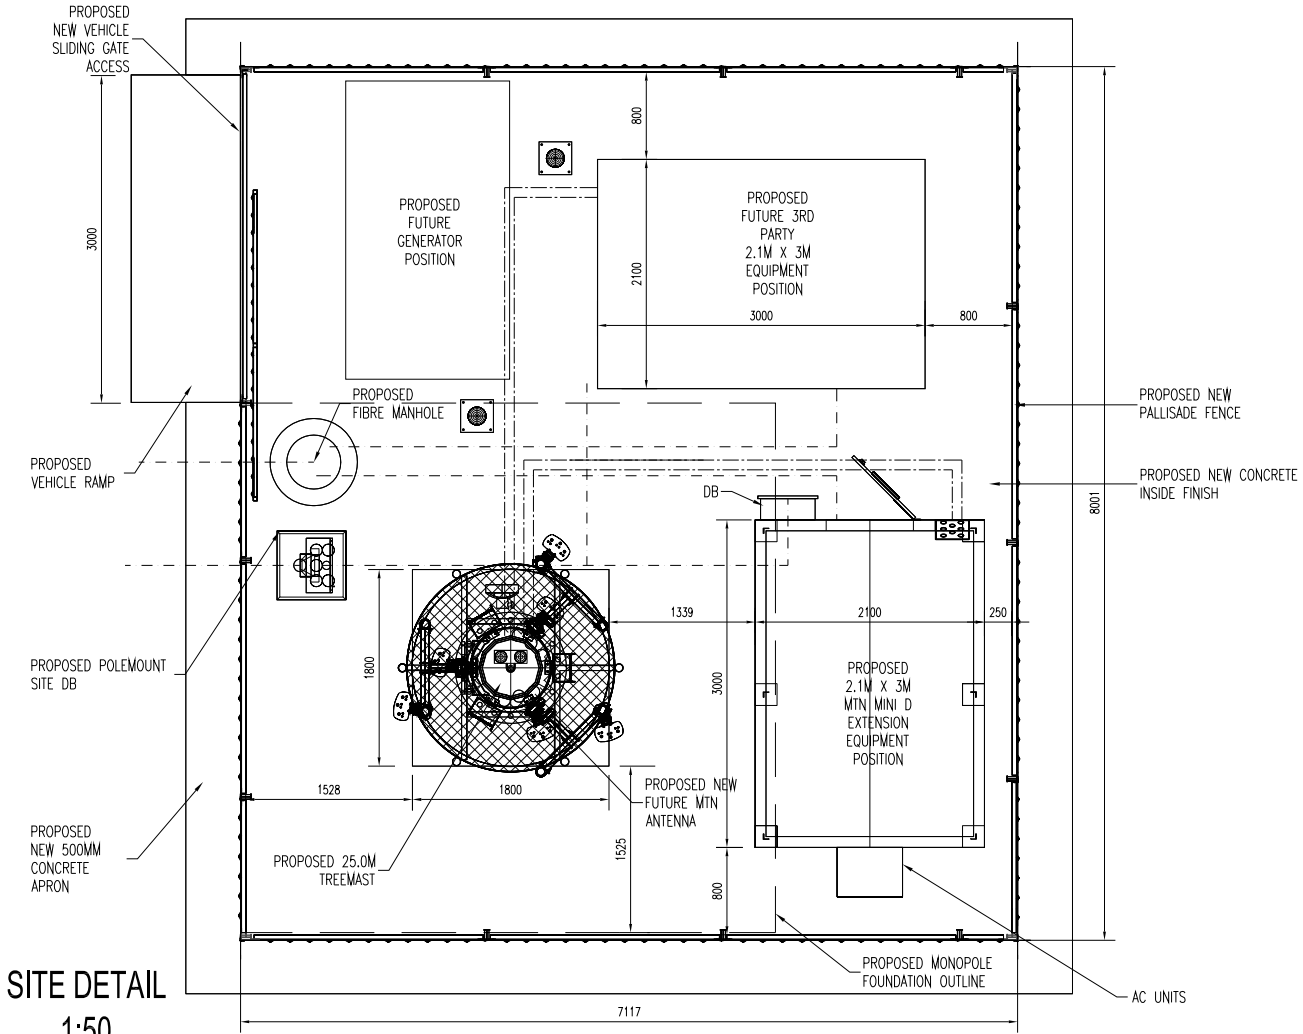 PROPOSED
NEW VEHICLE
SLIDING GATE
ACCESS
3000
PROPOSED
FUTURE
GENERATOR
POSITION
800
2100
PROPOSED
FUTURE 3RD
PARTY
2.1M X 3M
EQUIPMENT
POSITION
3000
800
PROPOSED
FIBRE MANHOLE
PROPOSED NEW
PALLISADE FENCE
PROPOSED
VEHICLE RAMP
PROPOSED NEW CONCRETE
INSIDE FINISH
DB
8001
1339
2100
250
PROPOSED POLEMOUNT
SITE DB
1800
3000
PROPOSED
2.1M X 3M
MTN MINI D
EXTENSION
EQUIPMENT
POSITION
1528
1800
PROPOSED NEW
FUTURE MTN
ANTENNA
PROPOSED
NEW 500MM
CONCRETE
APRON
PROPOSED 25.0M
TREEMAST
1525
800
PROPOSED MONOPOLE
FOUNDATION OUTLINE
AC UNITS
SITE DETAIL
1:50
7117